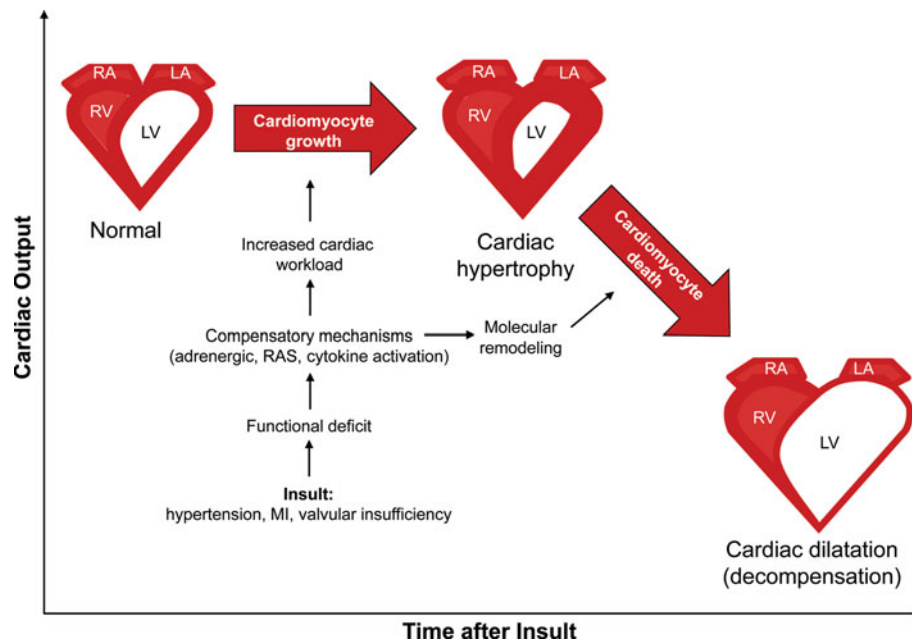 Cardiac Output
RA
LA
RV
LV
Normal
Cardiomyocyte
growth
RA
LA
RV
LV
Cardiac
hypertrophy
Increased cardiac
workload
Compensatory mechanisms
(adrenergic, RAS, cytokine activation)
Molecular
remodeling
Functional deficit
Insult:
hypertension, MI, valvular insufficiency
Cardiomyocyte
death
RA
LA
RV
LV
Cardiac dilatation
(decompensation)
Time after Insult